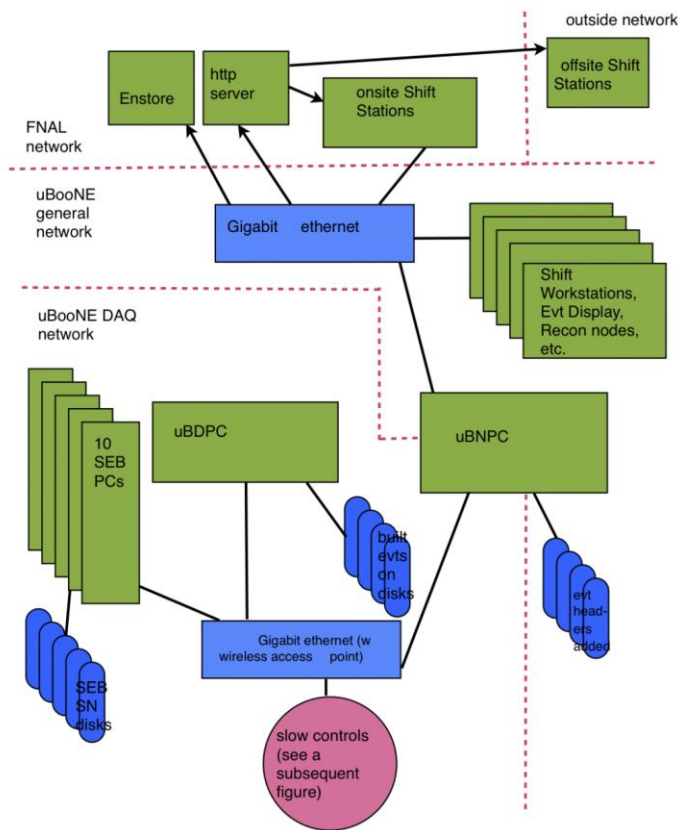 outside network
http
server
Enstore
onsite Shift
Stations
offsite Shift
Stations
FNAL
network
uBooNE
general
network
Gigabit ethernet
Shift
Workstations,
Evt Display,
Recon nodes,
etc.
uBooNE DAQ
network
10
SEB
PCs
uBDPC
uBNPC
built
evts
on
disks
evt
head-
ers
added
Gigabit ethernet (w
wireless access point)
SEB
SN
disks
slow controls
(see a
subsequent
figure)